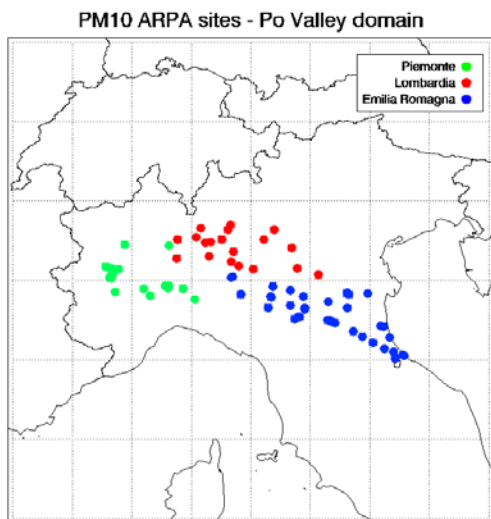 PM10 ARPA sites - Po Valley domain
Piemonte
Lombardia
Emilia Romagna